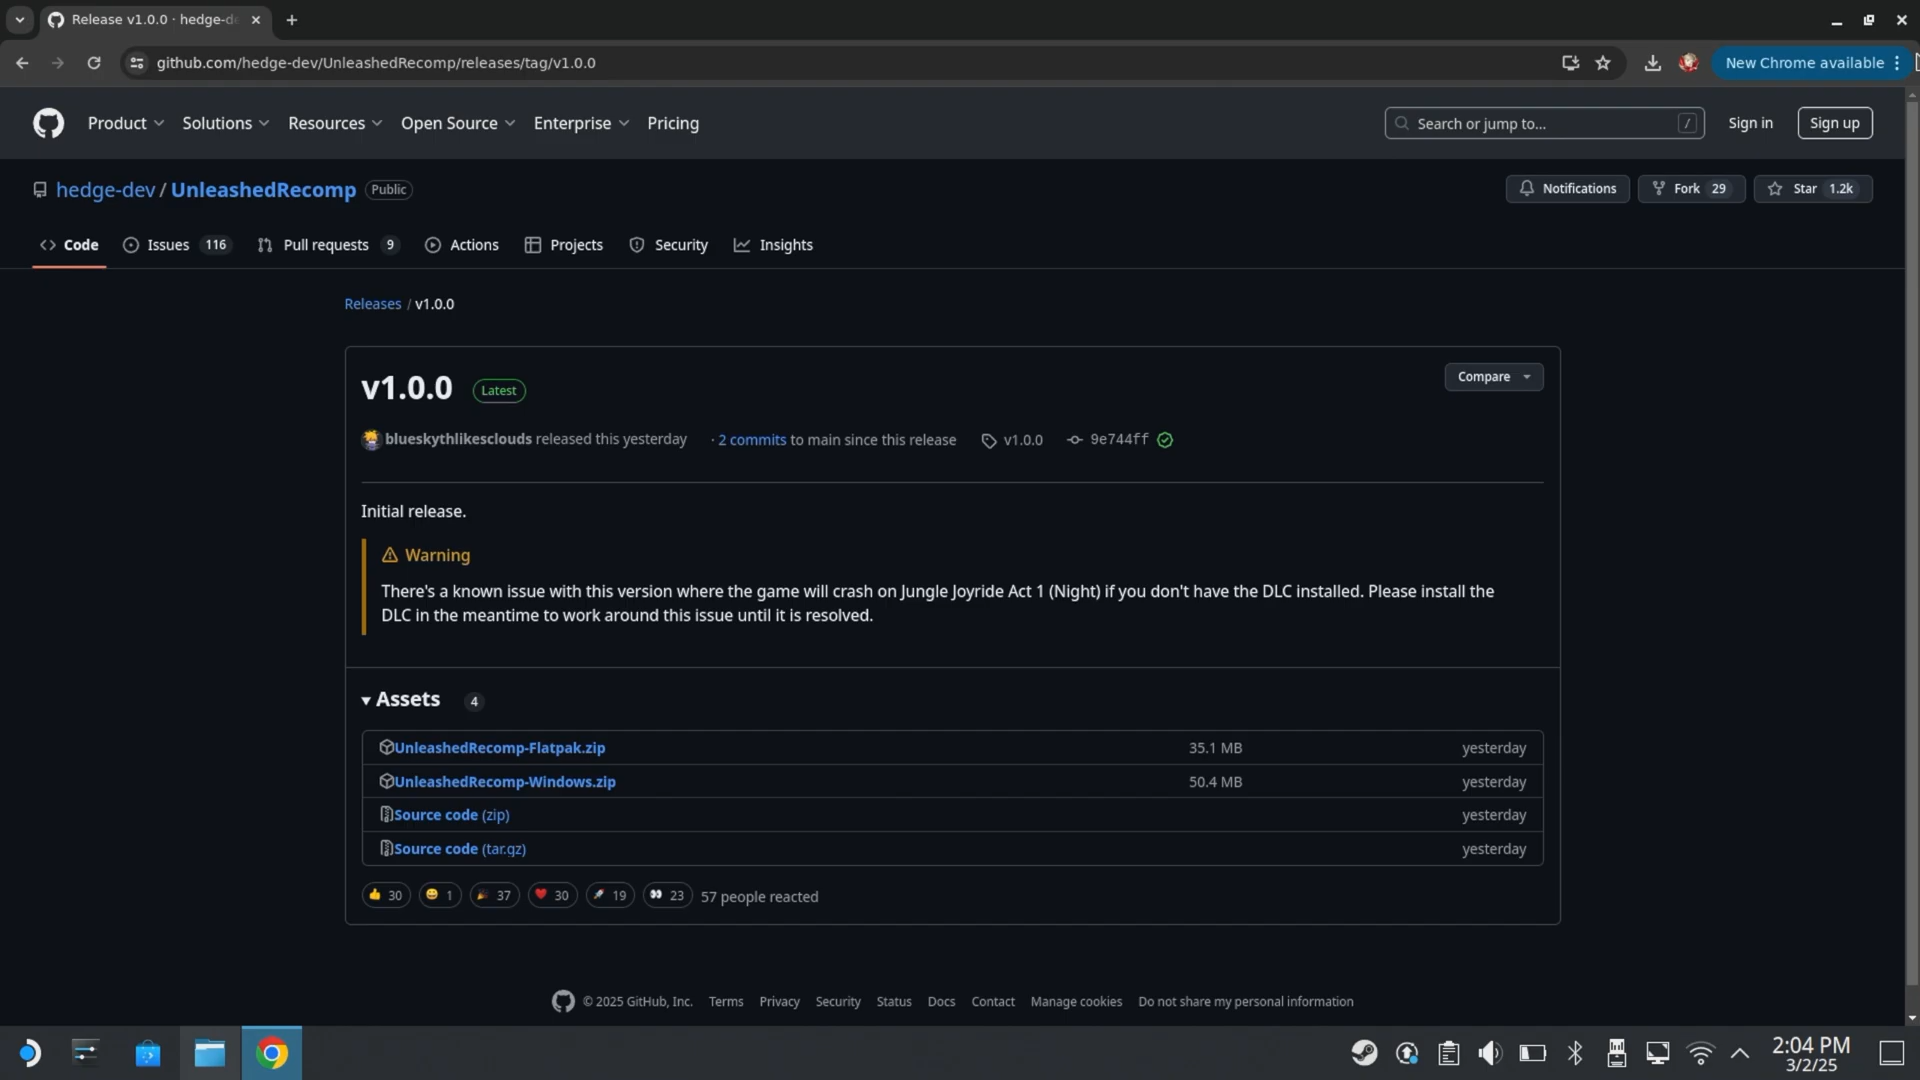 Release v1.0.0 · hedge-de
github.com/hedge-dev/UnleashedRecomp/releases/tag/v1.0.0
New Chrome available
Product
Solutions
Resources
Open Source
Enterprise
Pricing
Search or jump to...
/
Sign in
Sign up
hedge-dev / UnleashedRecomp
Public
Notifications
Fork 29
Star 1.2k
Code
Issues 116
Pull requests 9
Actions
Projects
Security
Insights
Releases / v1.0.0
v1.0.0
Latest
Compare
blueskythlikesclouds released this yesterday
· 2 commits to main since this release
v1.0.0
9e744ff
Initial release.
Warning
There's a known issue with this version where the game will crash on Jungle Joyride Act 1 (Night) if you don't have the DLC installed. Please install the
DLC in the meantime to work around this issue until it is resolved.
Assets 4
UnleashedRecomp-Flatpak.zip 35.1 MB yesterday
UnleashedRecomp-Windows.zip 50.4 MB yesterday
Source code (zip) yesterday
Source code (tar.gz) yesterday
30 1 37 30 19 23 57 people reacted
© 2025 GitHub, Inc. Terms Privacy Security Status Docs Contact Manage cookies Do not share my personal information
2:04 PM
3/2/25